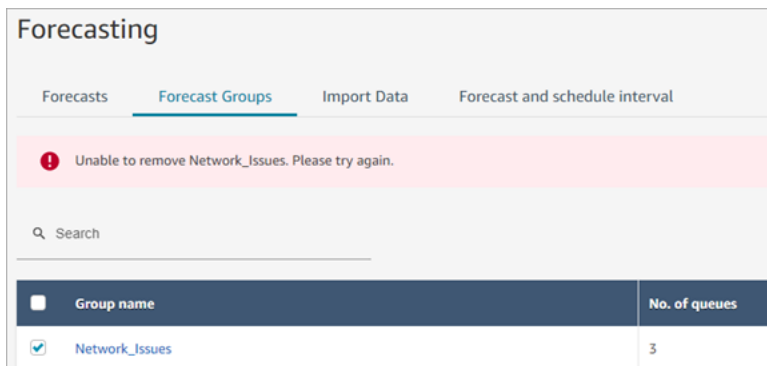 Forecasting
Forecasts Forecast Groups Import Data Forecast and schedule interval
Unable to remove Network_Issues. Please try again.
Search
Group name No. of queues
Network_Issues 3